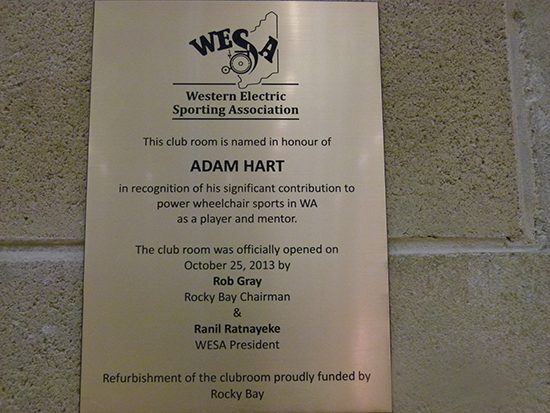 WESA
Western Electric
Sporting Association
This club room is named in honour of
ADAM HART
in recognition of his significant contribution to
power wheelchair sports in WA
as a player and mentor.
The club room was officially opened on
October 25, 2013 by
Rob Gray
Rocky Bay Chairman
&
Ranil Ratnayeke
WESA President
Refurbishment of the clubroom proudly funded by
Rocky Bay